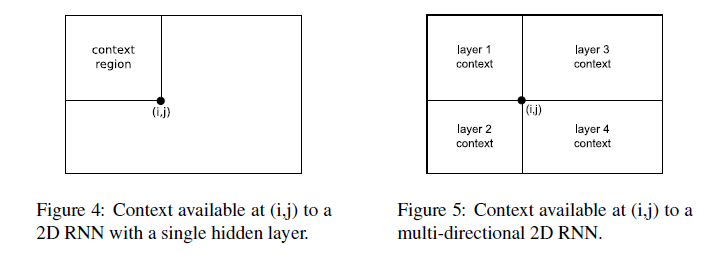 context
region
(i,j)
Figure 4: Context available at (i,j) to a
2D RNN with a single hidden layer.
layer 1
context
layer 3
context
(i,j)
layer 2
context
layer 4
context
Figure 5: Context available at (i,j) to a
multi-directional 2D RNN.